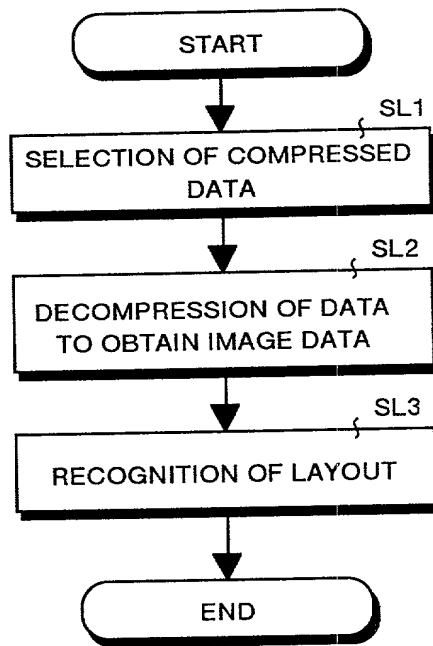 START
SL1
SELECTION OF COMPRESSED
DATA
SL2
DECOMPRESSION OF DATA
TO OBTAIN IMAGE DATA
SL3
RECOGNITION OF LAYOUT
END